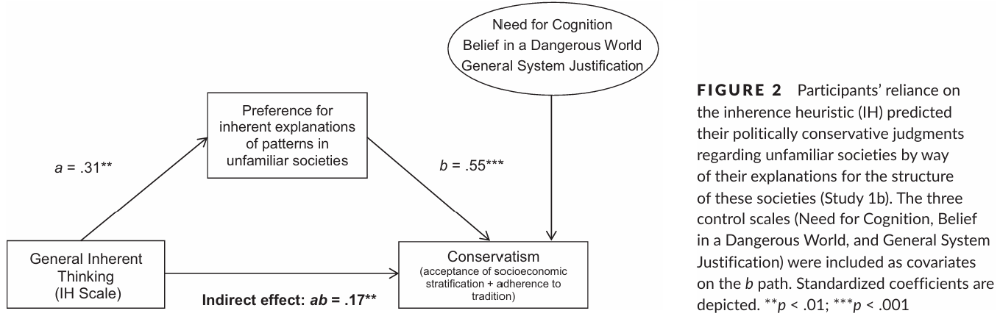 Need for Cognition
Belief in a Dangerous World
General System Justification
Preference for
inherent explanations
of patterns in
unfamiliar societies
a = .31**
b = .55***
General Inherent
Thinking
(IH Scale)
Conservatism
(acceptance of socioeconomic
stratification + adherence to
tradition)
Indirect effect: ab = .17**
FIGURE 2 Participants’ reliance on
the inherence heuristic (IH) predicted
their politically conservative judgments
regarding unfamiliar societies by way
of their explanations for the structure
of these societies (Study 1b). The three
control scales (Need for Cognition, Belief
in a Dangerous World, and General System
Justification) were included as covariates
on the b path. Standardized coefficients are
depicted. **p < .01; ***p < .001